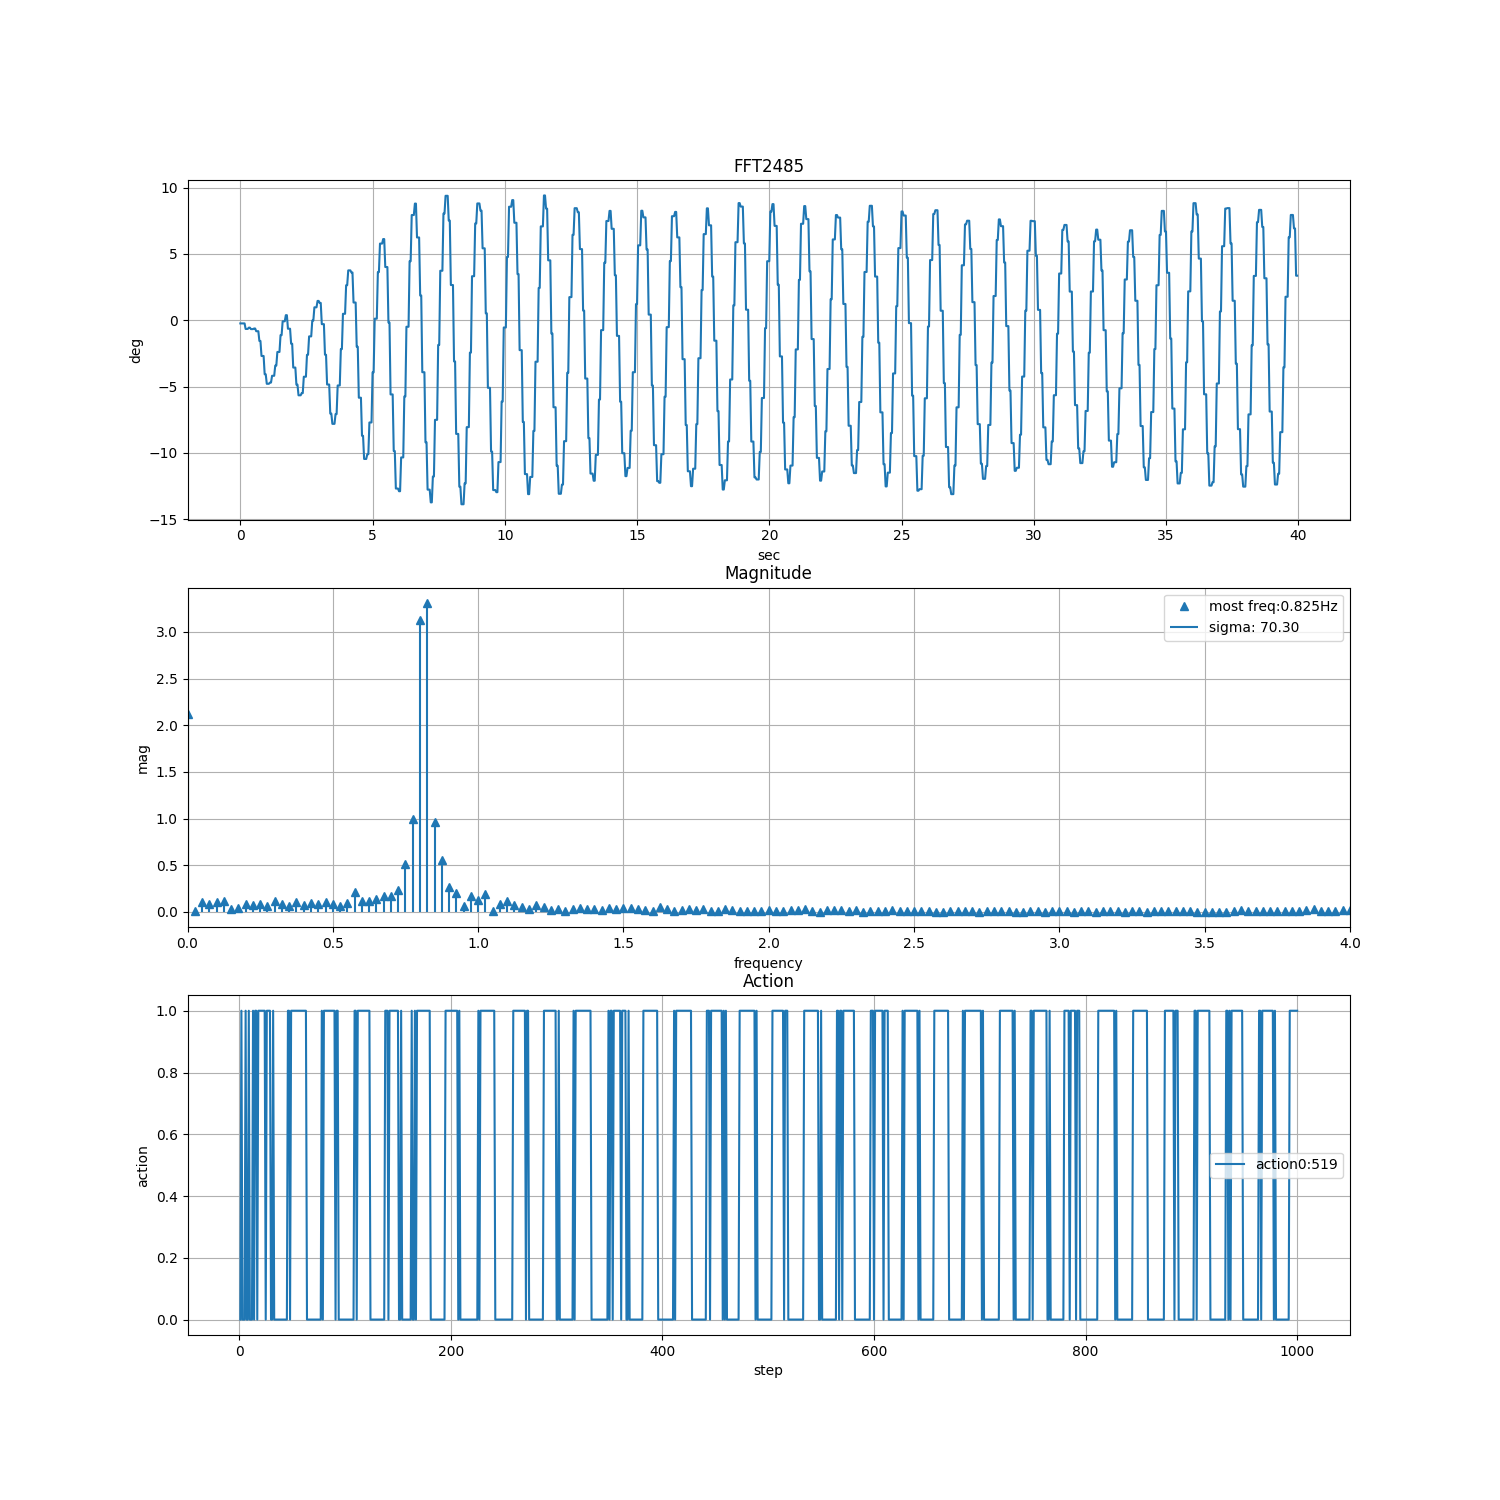 FFT2485
10
5
0
−5
−10
−15
deg
0 5 10 15 20 25 30 35 40
sec
Magnitude
most freq:0.825Hz
sigma: 70.30
3.0
2.5
2.0
1.5
1.0
0.5
0.0
mag
0.0 0.5 1.0 1.5 2.0 2.5 3.0 3.5 4.0
frequency
Action
1.0
0.8
0.6
0.4
0.2
0.0
action
action0:519
0 200 400 600 800 1000
step